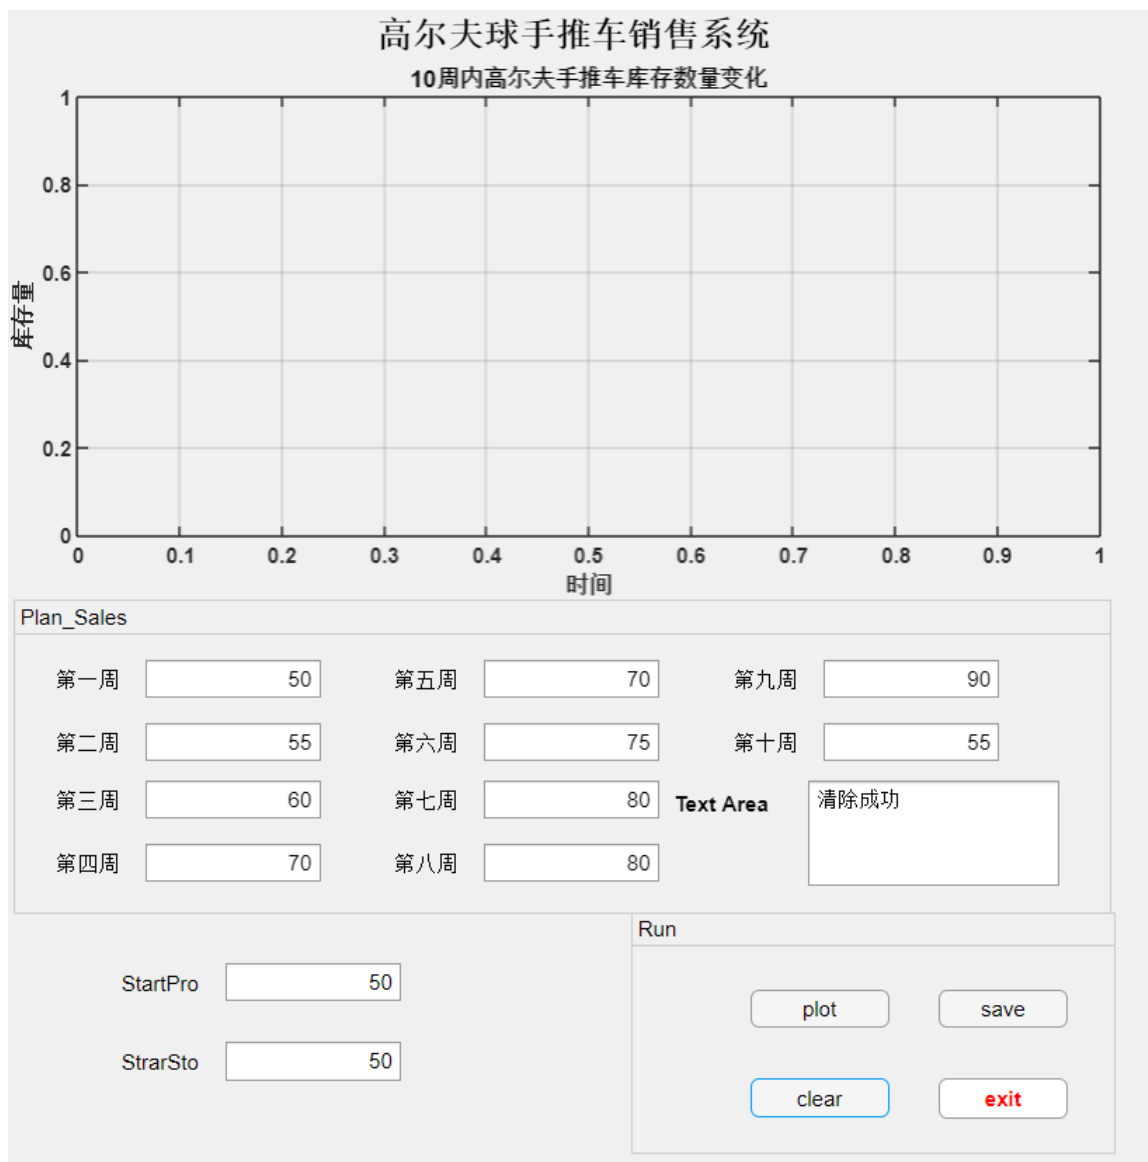 高尔夫球手推车销售系统
10周内高尔夫手推车库存数量变化
1
0.8
0.6
0.4
0.2
0
库存量
0 0.1 0.2 0.3 0.4 0.5 0.6 0.7 0.8 0.9 1
时间
Plan_Sales
第一周 50 第五周 70 第九周 90
第二周 55 第六周 75 第十周 55
第三周 60 第七周 80 Text Area 清除成功
第四周 70 第八周 80
Run
StartPro 50
plot save
StrarSto 50
clear exit